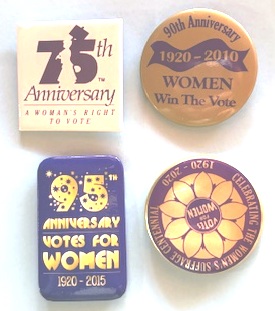 75th
TM
Anniversary
A WOMAN'S RIGHT
TO VOTE
90th Anniversary
1920 - 2010
WOMEN
Win The Vote
95TH
ANNIVERSARY
VOTES FOR
WOMEN
1920 - 2015
CELEBRATING THE WOMEN'S SUFFRAGE CENTENNIAL
1920 - 2020
VOTES
FOR
WOMEN